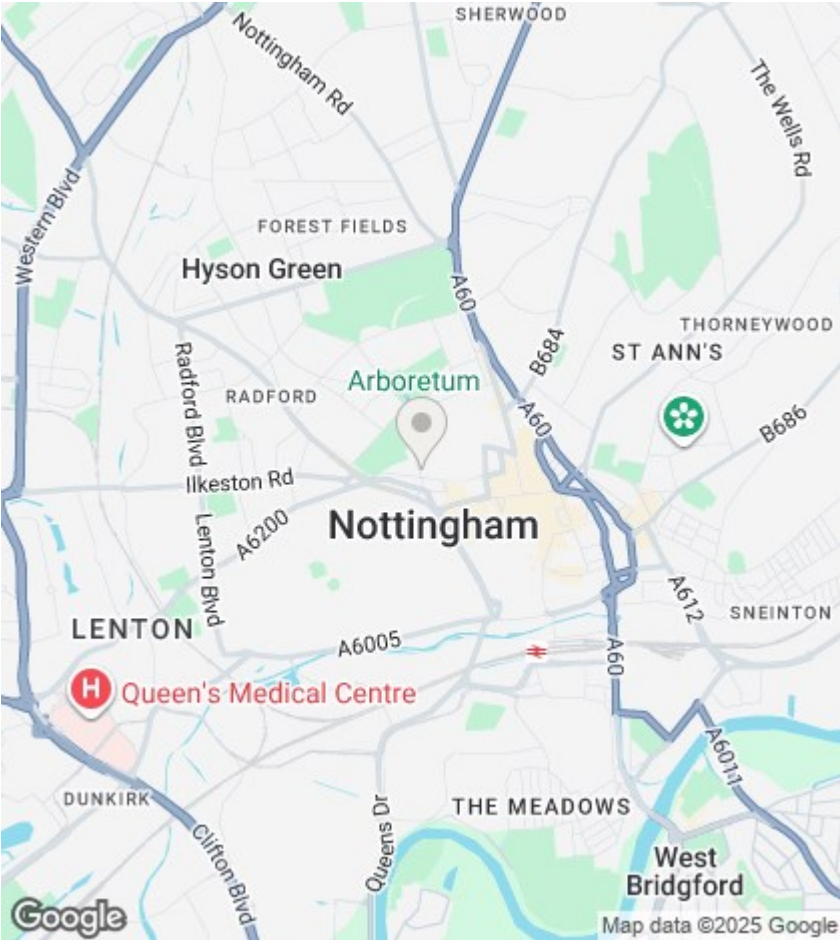 SHERWOOD
Nottingham Rd
The Wells Rd
Western Blvd
FOREST FIELDS
Hyson Green
A60
THORNEYWOOD
ST ANN'S
B684
Radford Blvd
RADFORD
Arboretum
A60
B686
Ilkeston Rd
Nottingham
A6200
Lenton Blvd
A612
SNEINTON
LENTON
A6005
A60
H
Queen's Medical Centre
A6011
DUNKIRK
Queens Dr
THE MEADOWS
Clifton Blvd
West
Bridgford
Google
Map data ©2025 Google